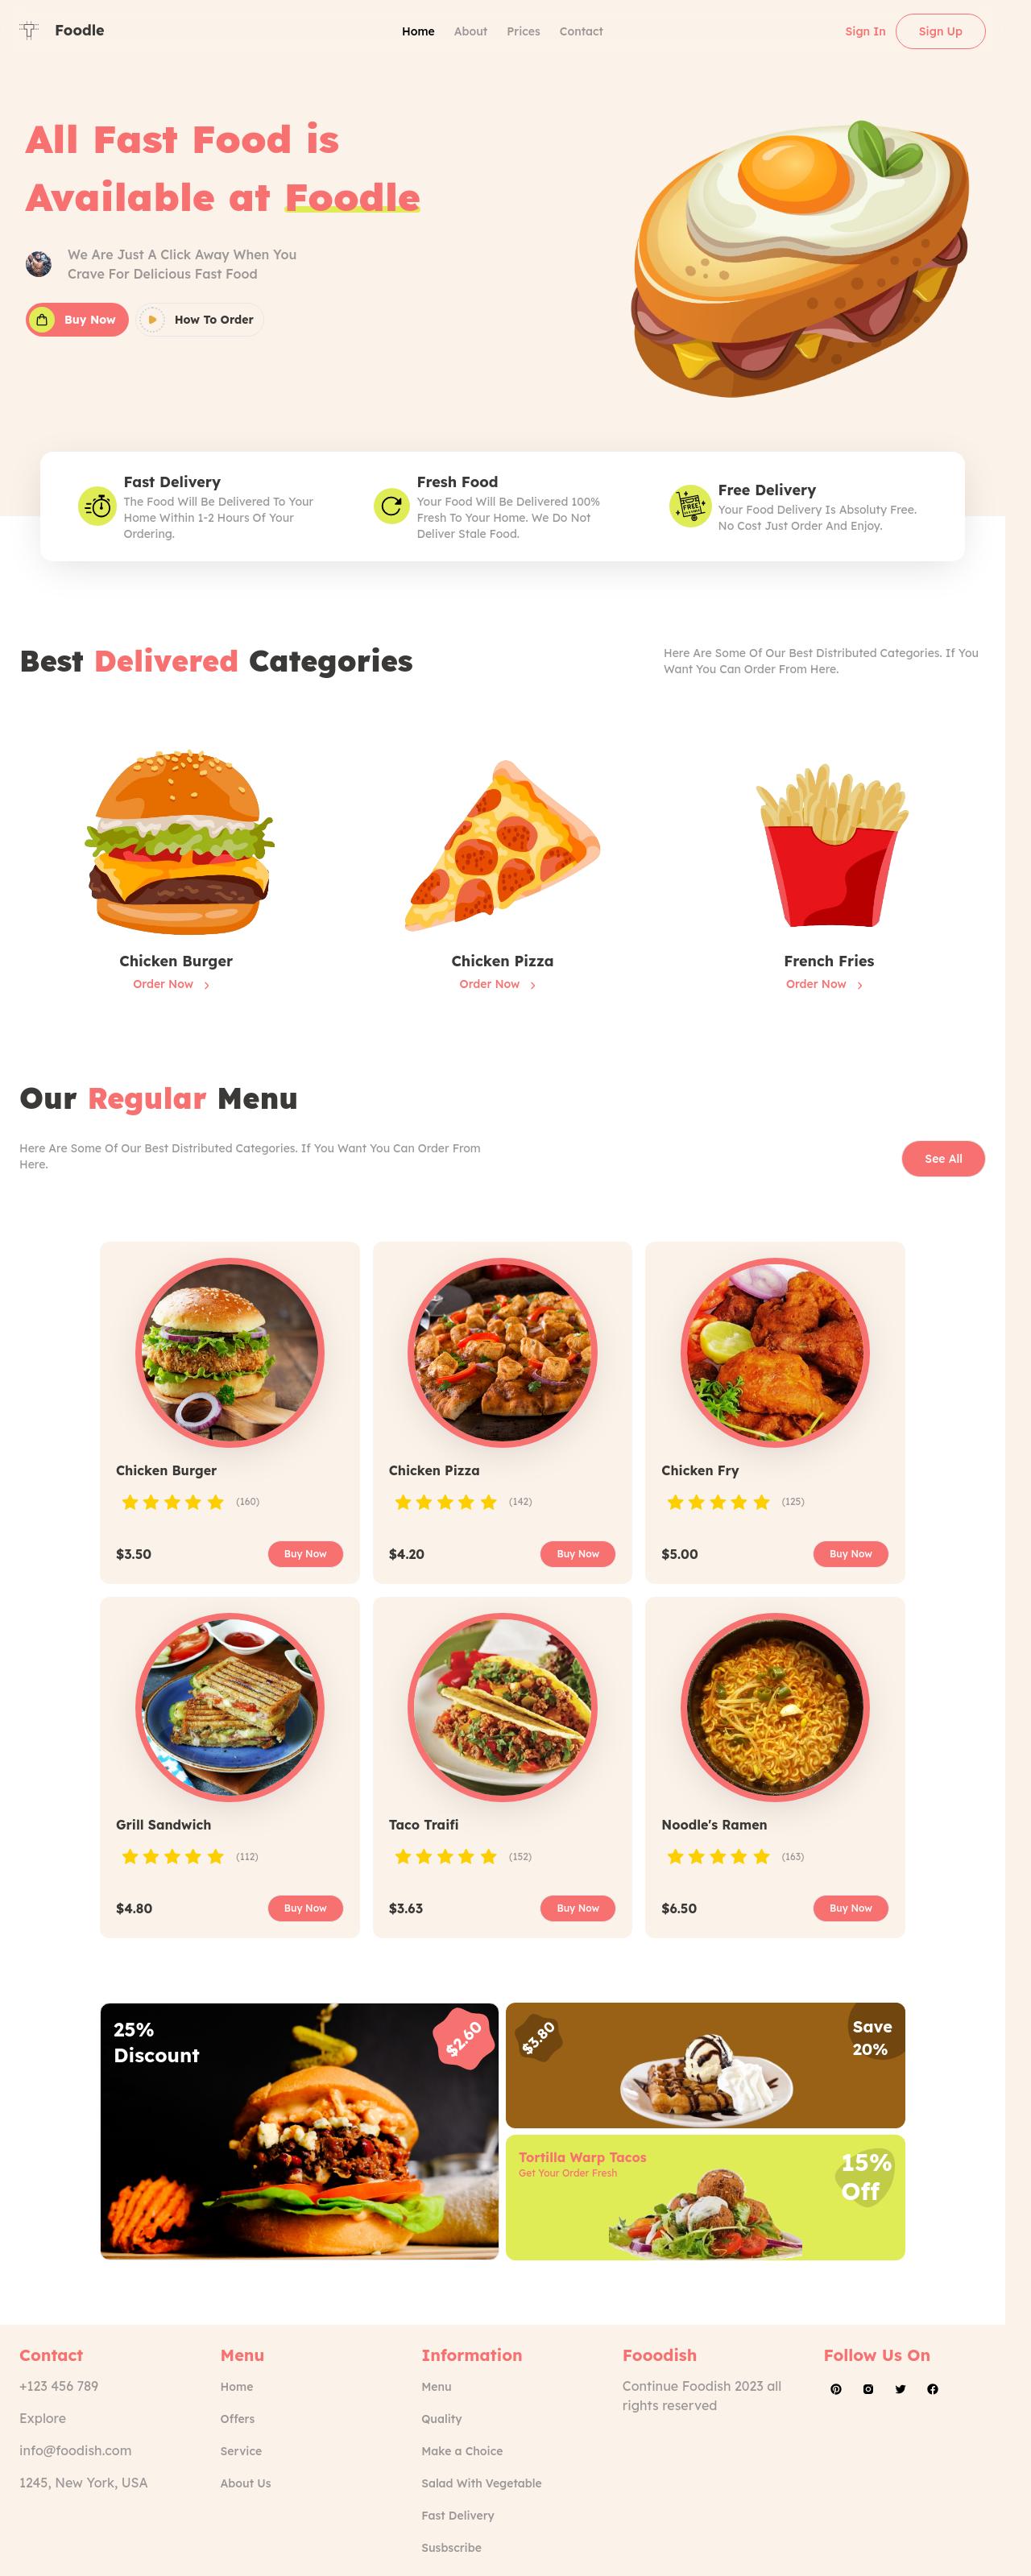 Foodle
Home About Prices Contact
Sign In Sign Up
All Fast Food is
Available at Foodle
We Are Just A Click Away When You
Crave For Delicious Fast Food
Buy Now How To Order
Fast Delivery
The Food Will Be Delivered To Your
Home Within 1-2 Hours Of Your
Ordering.
Fresh Food
Your Food Will Be Delivered 100%
Fresh To Your Home. We Do Not
Deliver Stale Food.
FREE
Free Delivery
Your Food Delivery Is Absoluty Free.
No Cost Just Order And Enjoy.
Best Delivered Categories
Here Are Some Of Our Best Distributed Categories. If You
Want You Can Order From Here.
Chicken Burger
Order Now
Chicken Pizza
Order Now
French Fries
Order Now
Our Regular Menu
Here Are Some Of Our Best Distributed Categories. If You Want You Can Order From
Here.
See All
Chicken Burger
(160)
$3.50 Buy Now
Chicken Pizza
(142)
$4.20 Buy Now
Chicken Fry
(125)
$5.00 Buy Now
Grill Sandwich
(112)
$4.80 Buy Now
Taco Traifi
(152)
$3.63 Buy Now
Noodle's Ramen
(163)
$6.50 Buy Now
25%
Discount
$2.60
$3.80
Save
20%
Tortilla Warp Tacos
Get Your Order Fresh
15%
Off
Contact
+123 456 789
Explore
info@foodish.com
1245, New York, USA
Menu
Home
Offers
Service
About Us
Information
Menu
Quality
Make a Choice
Salad With Vegetable
Fast Delivery
Susbscribe
Fooodish
Continue Foodish 2023 all
rights reserved
Follow Us On